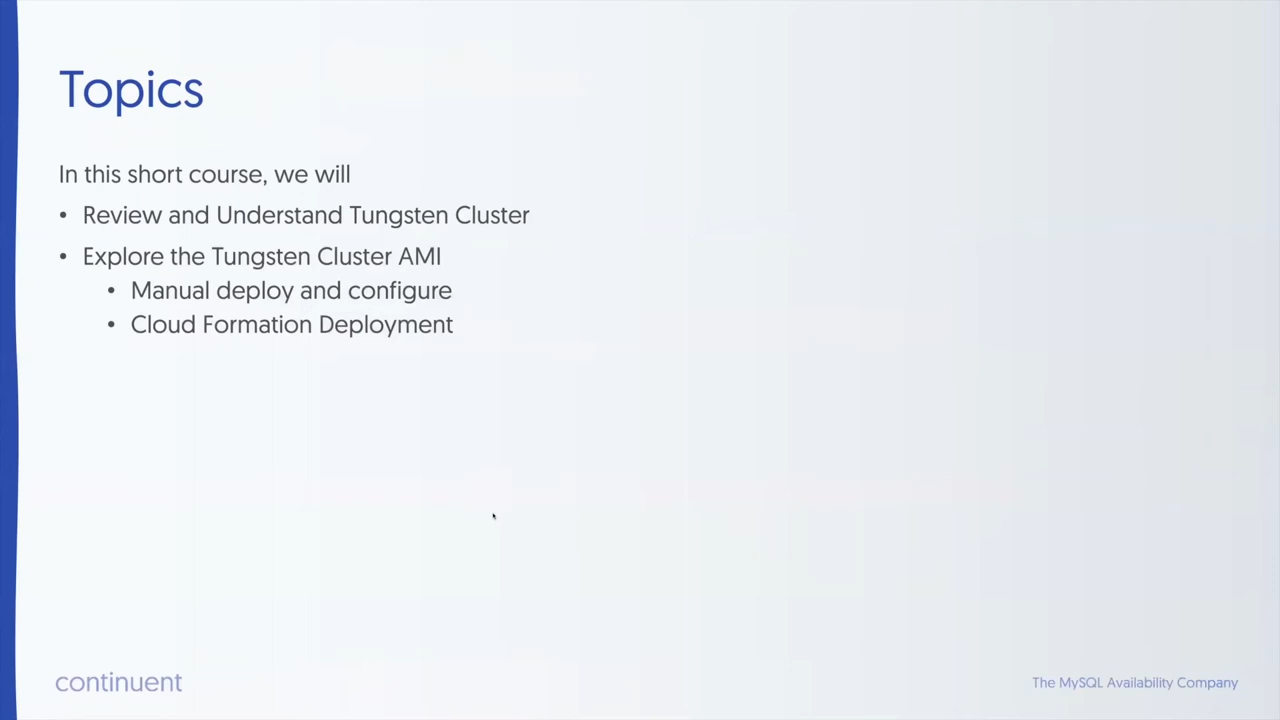 Topics
In this short course, we will
• Review and Understand Tungsten Cluster
• Explore the Tungsten Cluster AMI
• Manual deploy and configure
• Cloud Formation Deployment
continuent
The MySQL Availability Company